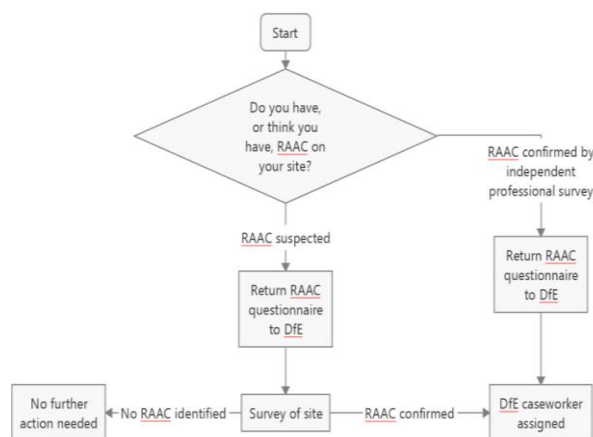 Start
Do you have,
or think you
have, RAAC on
your site?
RAAC confirmed by
independent
professional survey
RAAC suspected
Return RAAC
questionnaire
to DfE
Return RAAC
questionnaire
to DfE
No further
action needed
No RAAC identified
Survey of site
RAAC confirmed
DfE caseworker
assigned